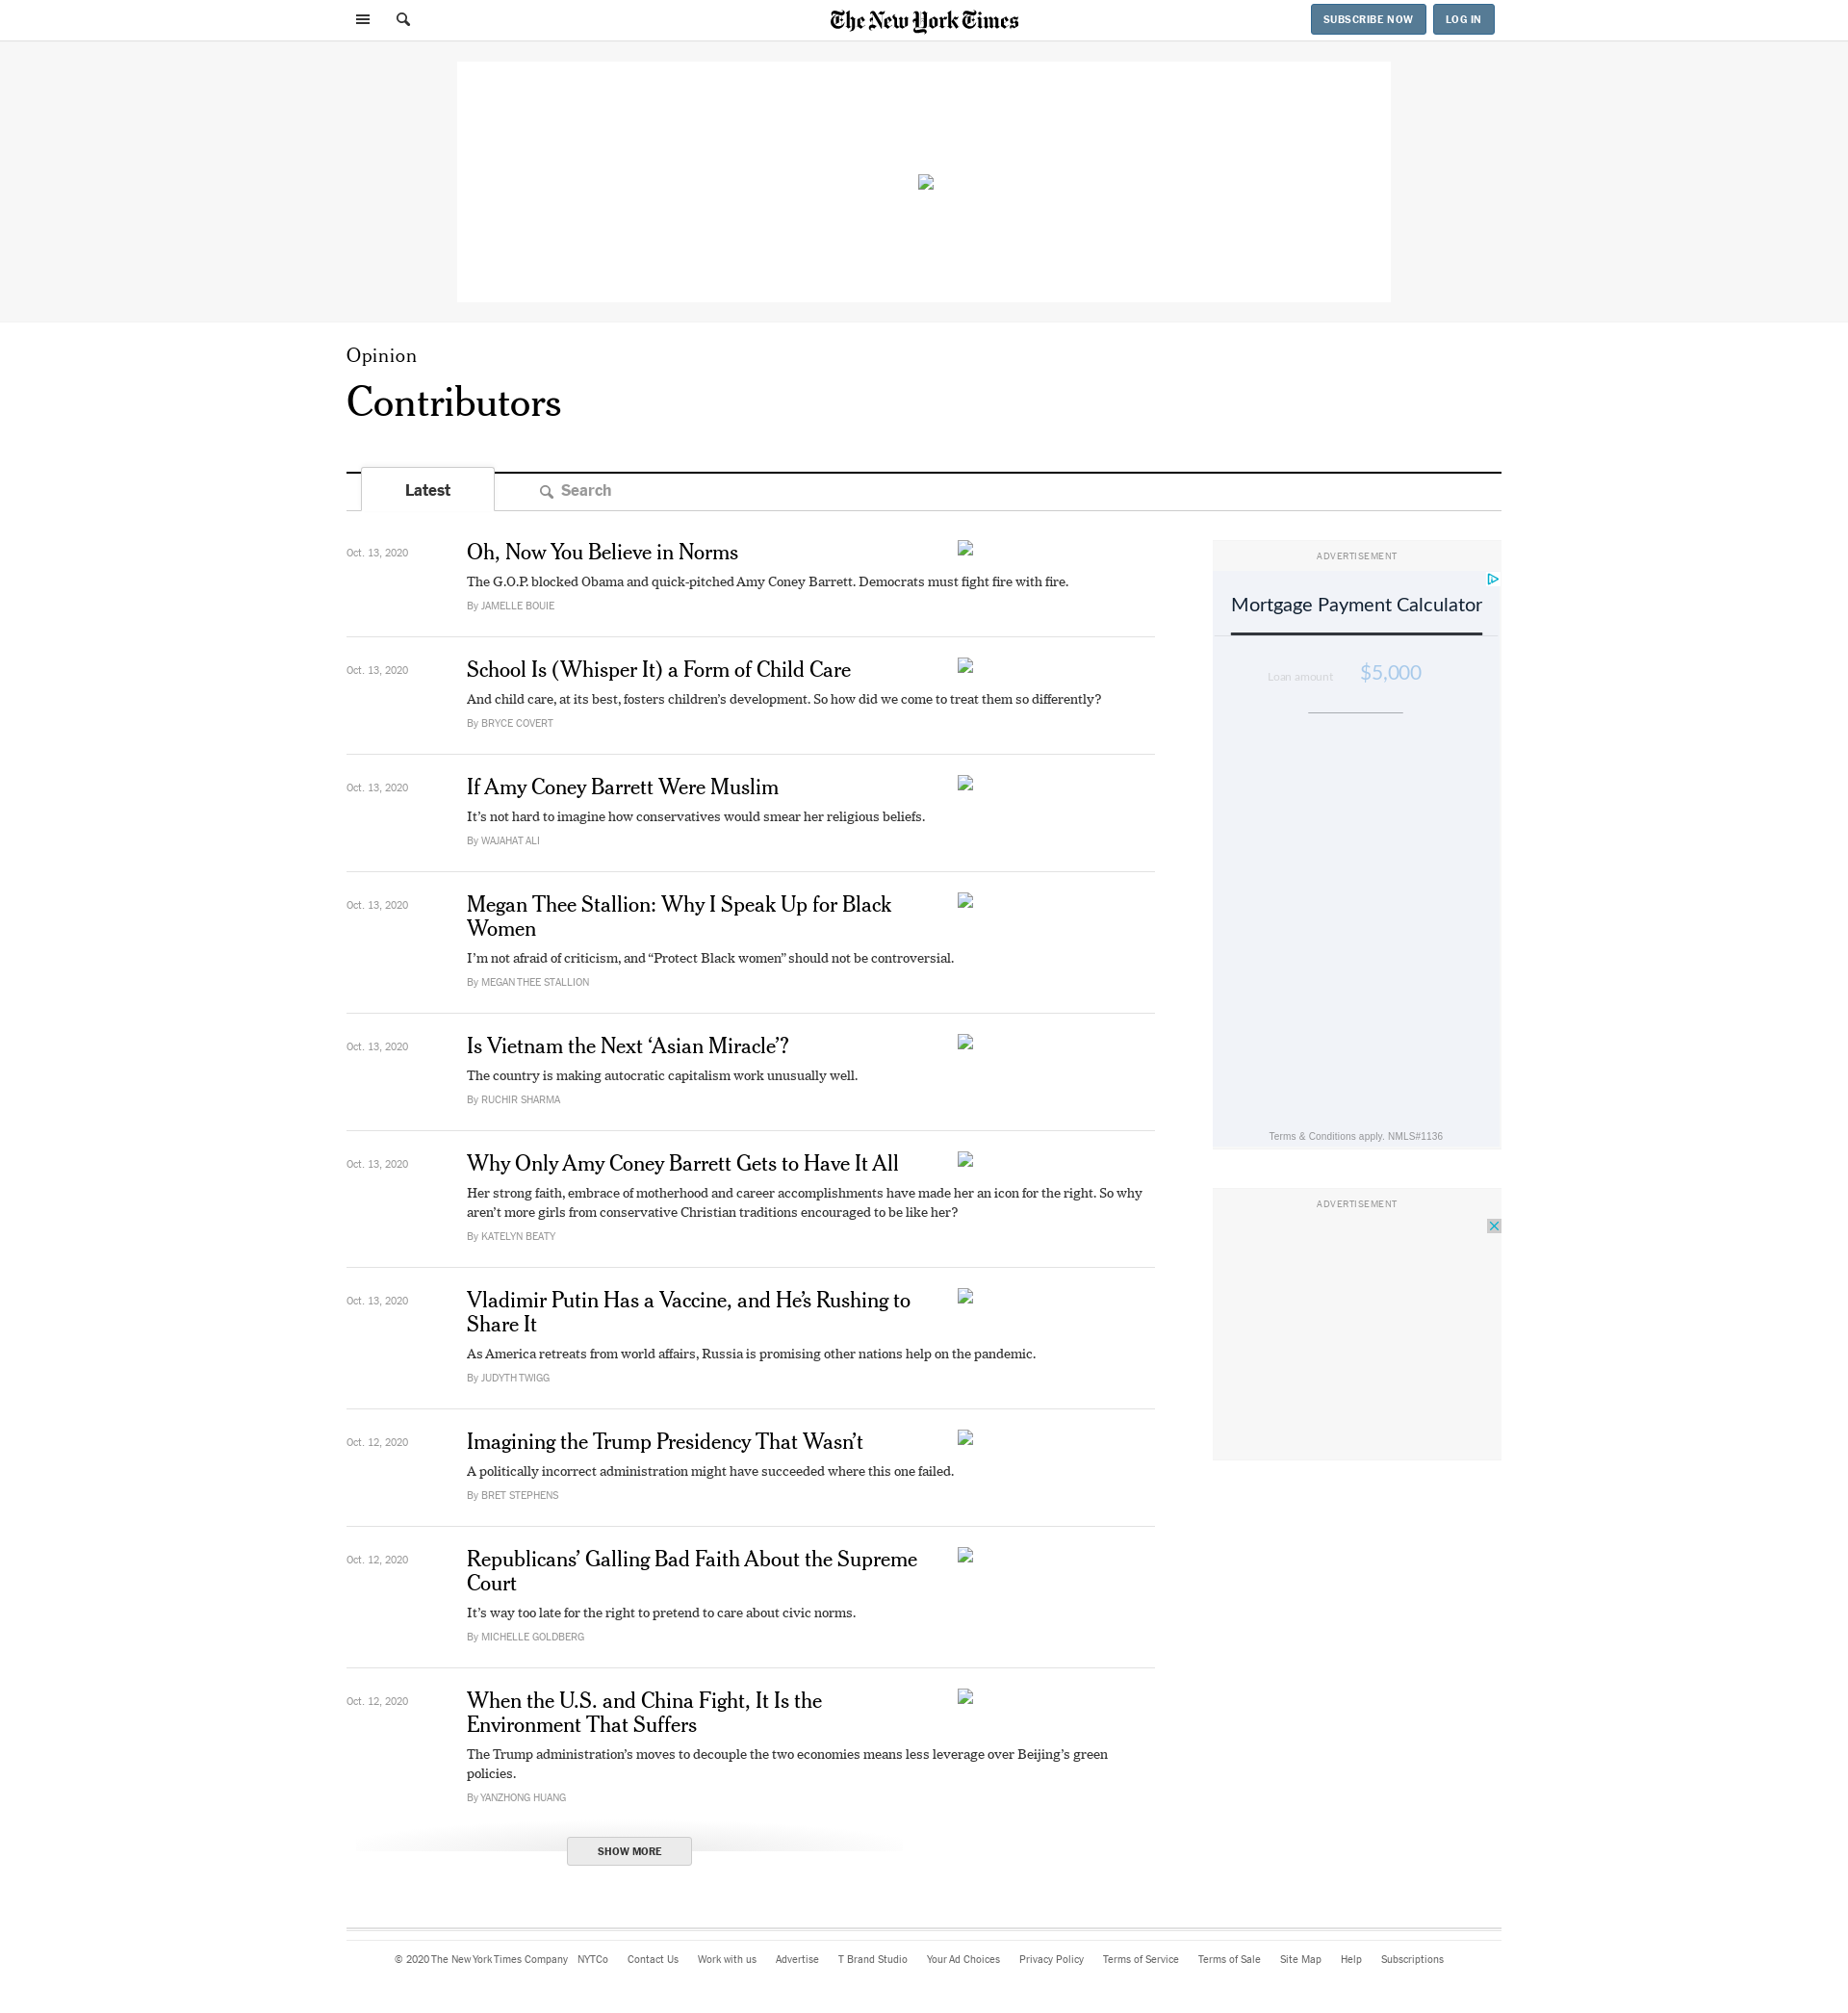 The New York Times
SUBSCRIBE NOW
LOG IN
Opinion
Contributors
Latest
Search
Oct. 13, 2020
Oh, Now You Believe in Norms
The G.O.P. blocked Obama and quick-pitched Amy Coney Barrett. Democrats must fight fire with fire.
By JAMELLE BOUIE
Oct. 13, 2020
School Is (Whisper It) a Form of Child Care
And child care, at its best, fosters children’s development. So how did we come to treat them so differently?
By BRYCE COVERT
Oct. 13, 2020
If Amy Coney Barrett Were Muslim
It’s not hard to imagine how conservatives would smear her religious beliefs.
By WAJAHAT ALI
Oct. 13, 2020
Megan Thee Stallion: Why I Speak Up for Black
Women
I’m not afraid of criticism, and “Protect Black women” should not be controversial.
By MEGAN THEE STALLION
Oct. 13, 2020
Is Vietnam the Next ‘Asian Miracle’?
The country is making autocratic capitalism work unusually well.
By RUCHIR SHARMA
Oct. 13, 2020
Why Only Amy Coney Barrett Gets to Have It All
Her strong faith, embrace of motherhood and career accomplishments have made her an icon for the right. So why
aren’t more girls from conservative Christian traditions encouraged to be like her?
By KATELYN BEATY
Oct. 13, 2020
Vladimir Putin Has a Vaccine, and He’s Rushing to
Share It
As America retreats from world affairs, Russia is promising other nations help on the pandemic.
By JUDYTH TWIGG
Oct. 12, 2020
Imagining the Trump Presidency That Wasn’t
A politically incorrect administration might have succeeded where this one failed.
By BRET STEPHENS
Oct. 12, 2020
Republicans’ Galling Bad Faith About the Supreme
Court
It’s way too late for the right to pretend to care about civic norms.
By MICHELLE GOLDBERG
Oct. 12, 2020
When the U.S. and China Fight, It Is the
Environment That Suffers
The Trump administration’s moves to decouple the two economies means less leverage over Beijing’s green
policies.
By YANZHONG HUANG
SHOW MORE
ADVERTISEMENT
Mortgage Payment Calculator
Loan amount $5,000
Terms & Conditions apply. NMLS#1136
ADVERTISEMENT
© 2020 The New York Times Company NYTCo Contact Us Work with us Advertise T Brand Studio Your Ad Choices Privacy Policy Terms of Service Terms of Sale Site Map Help Subscriptions